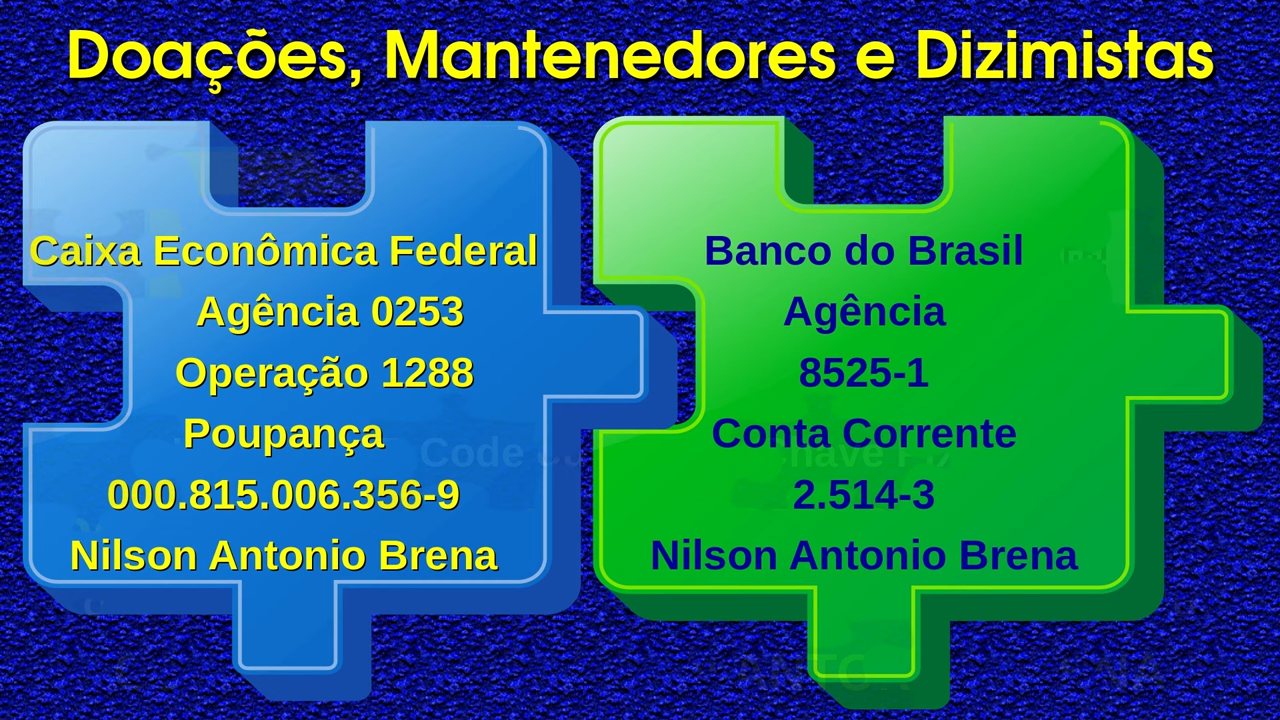 Doações, Mantenedores e Dizimistas
Caixa Econômica Federal
Agência 0253
Operação 1288
Poupança
000.815.006.356-9
Nilson Antonio Brena
Banco do Brasil
Agência
8525-1
Conta Corrente
2.514-3
Nilson Antonio Brena
Code